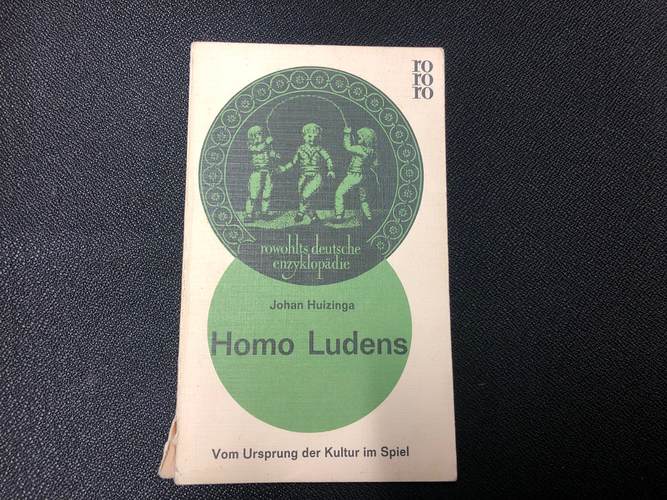 ro
ro
ro
rowohlts deutsche
enzyklopädie
Johan Huizinga
Homo Ludens
Vom Ursprung der Kultur im Spiel